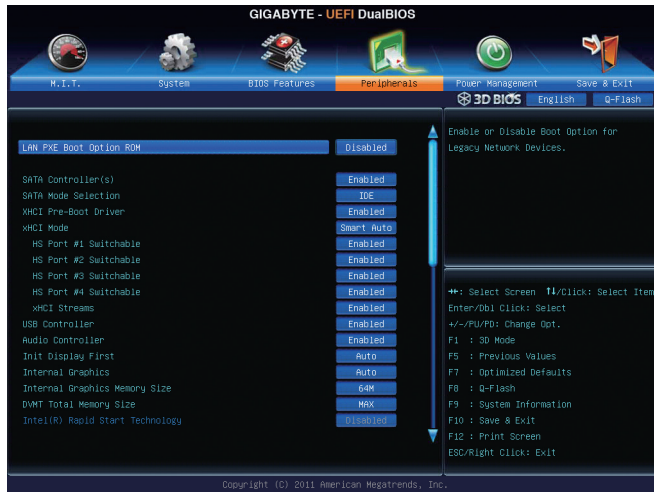 GIGABYTE - UEFI DualBIOS
M.I.T. System BIOS Features Peripherals Power Management Save & Exit
3D BIOS English Q-Flash
LAN PXE Boot Option ROM Disabled
SATA Controller(s) Enabled
SATA Mode Selection IDE
XHCI Pre-Boot Driver Enabled
xHCI Mode Smart Auto
HS Port #1 Switchable Enabled
HS Port #2 Switchable Enabled
HS Port #3 Switchable Enabled
HS Port #4 Switchable Enabled
xHCI Streams Enabled
USB Controller Enabled
Audio Controller Enabled
Init Display First Auto
Internal Graphics Auto
Internal Graphics Memory Size 64M
DVMT Total Memory Size MAX
Intel(R) Rapid Start Technology Disabled
Enable or Disable Boot Option for
Legacy Network Devices.
→←: Select Screen ↑↓/Click: Select Item
Enter/Dbl Click: Select
+/-/PU/PD: Change Opt.
F1 : 3D Mode
F5 : Previous Values
F7 : Optimized Defaults
F8 : Q-Flash
F9 : System Information
F10 : Save & Exit
F12 : Print Screen
ESC/Right Click: Exit
Copyright (C) 2011 American Megatrends, Inc.